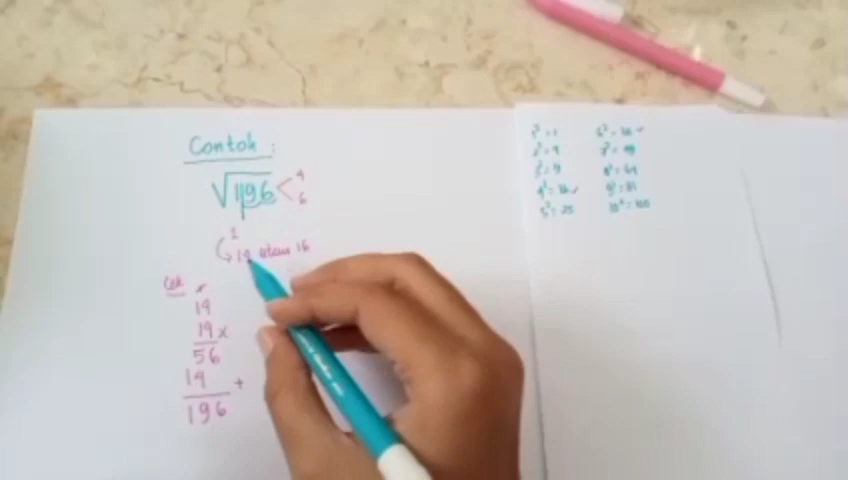 Contoh :
√196 < 4
6
1
14 atau 16
Cek
14
14 x
56
14 +
196
1² = 1
2² = 4
3² = 9
4² = 16 ✓
5² = 25
6² = 36 ✓
7² = 49
8² = 64
9² = 81
10² = 100